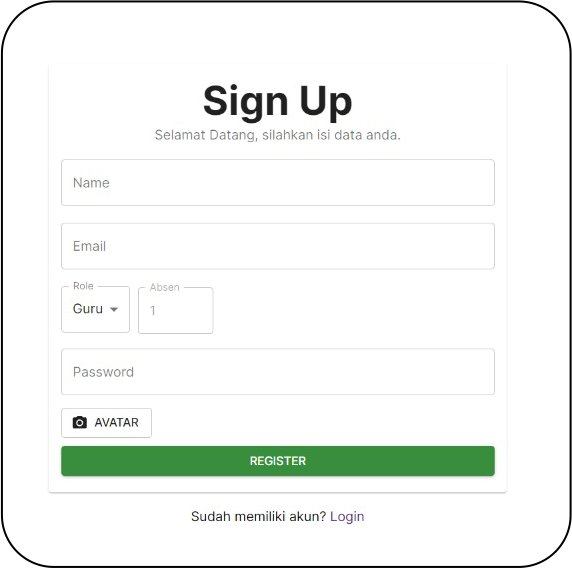 Sign Up
Selamat Datang, silahkan isi data anda.
Name
Email
Role
Absen
Guru
1
Password
AVATAR
REGISTER
Sudah memiliki akun? Login